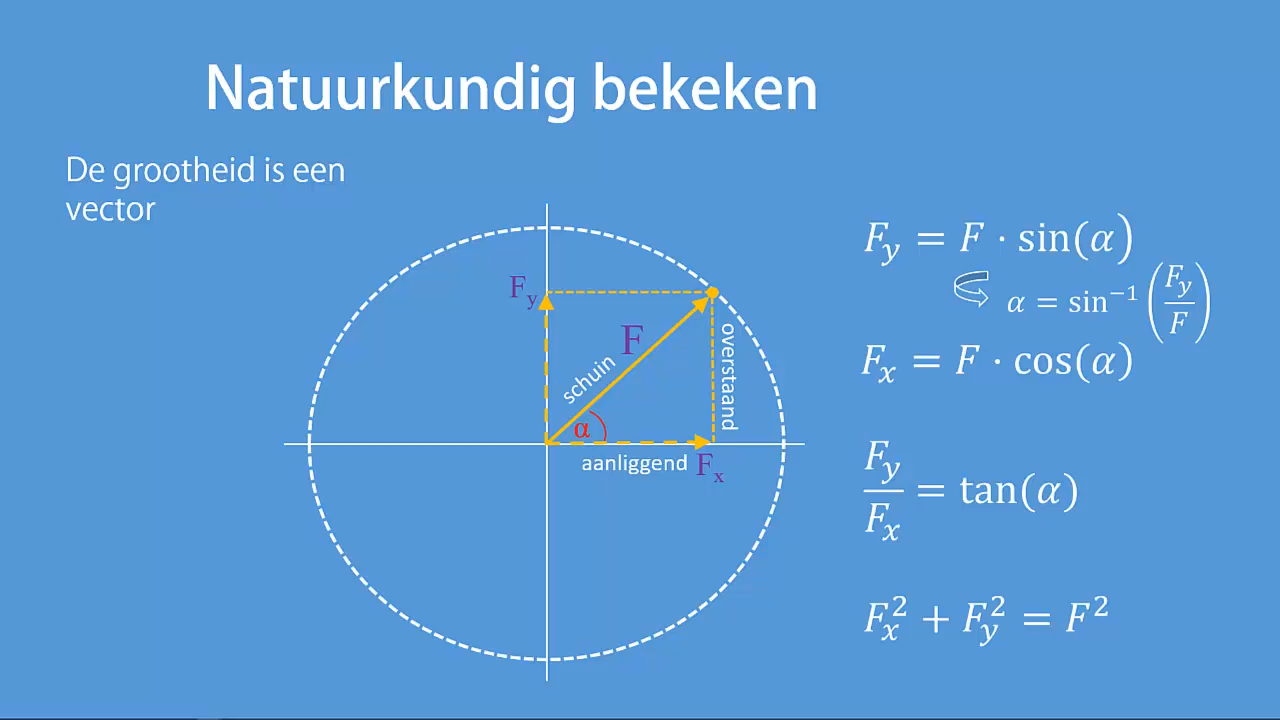 Natuurkundig bekeken
De grootheid is een
vector
F_y
F
schuin
overstaand
α
aanliggend
F_x
F_y = F · sin(α)
α = sin⁻¹(F_y/F)
F_x = F · cos(α)
F_y/F_x = tan(α)
F_x² + F_y² = F²